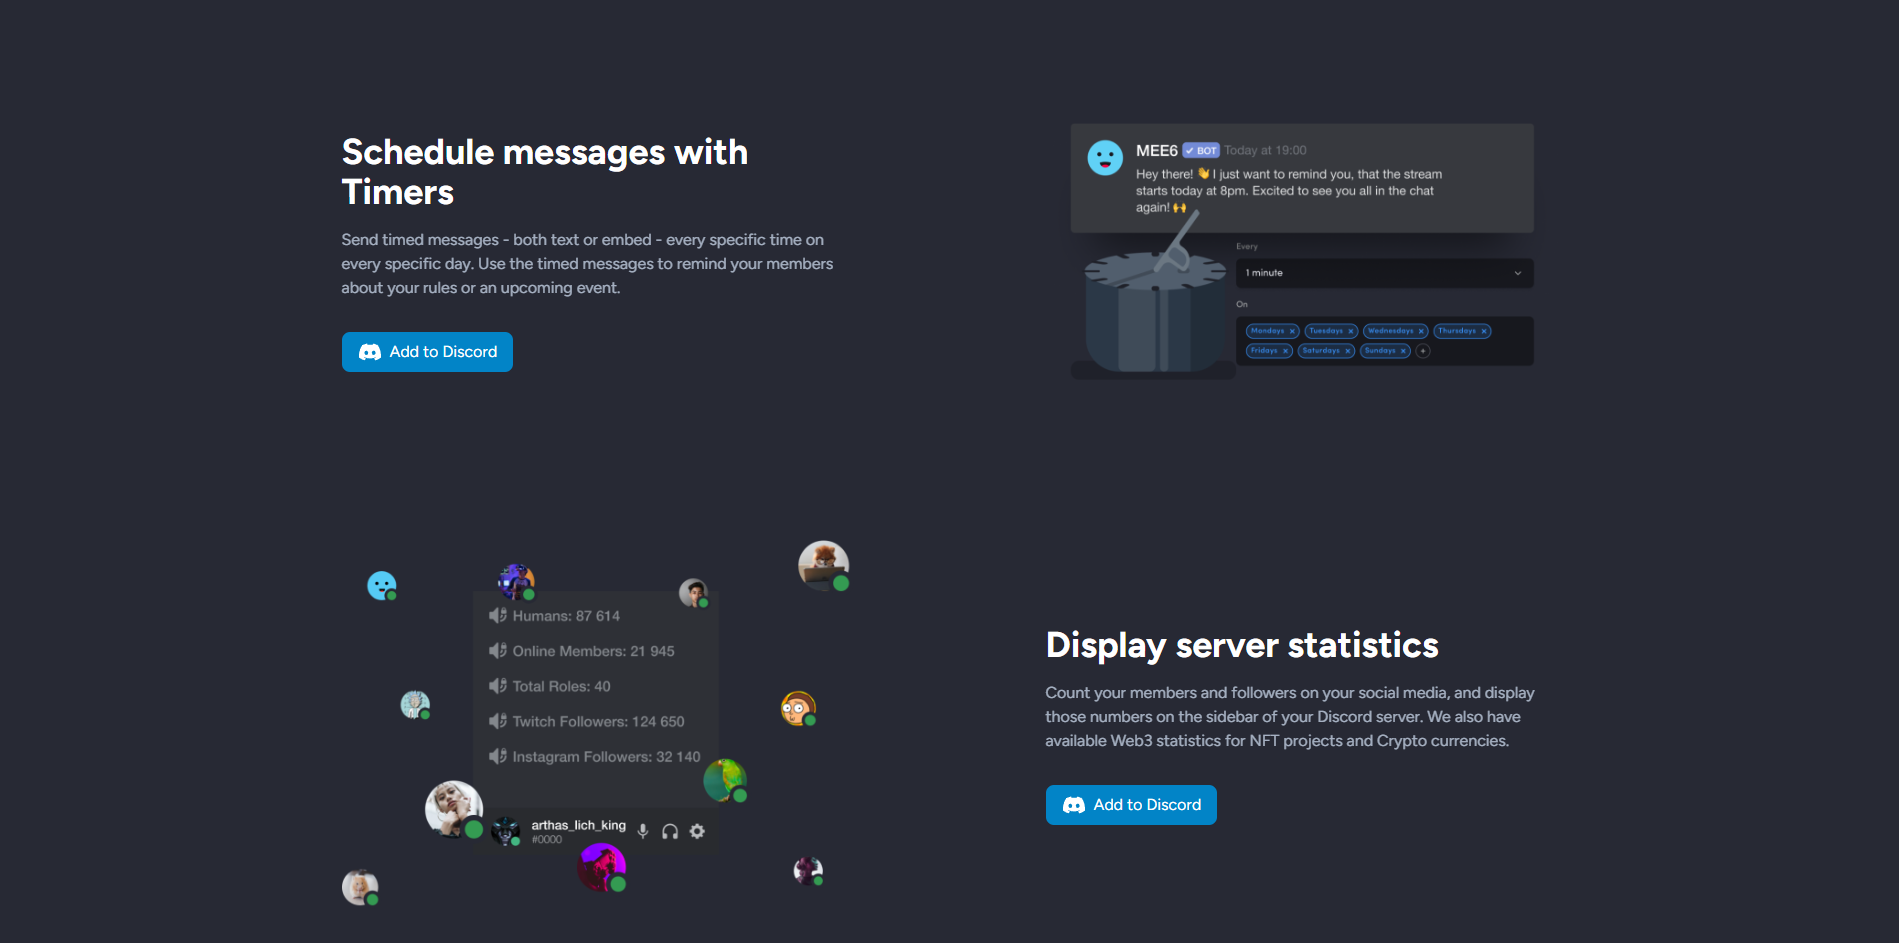 Schedule messages with
Timers
Send timed messages - both text or embed - every specific time on
every specific day. Use the timed messages to remind your members
about your rules or an upcoming event.
Add to Discord
MEE6 ✔ BOT Today at 19:00
Hey there! 👋 I just want to remind you, that the stream
starts today at 8pm. Excited to see you all in the chat
again! 🙌
Every
1 minute
On
Mondays × Tuesdays × Wednesdays × Thursdays ×
Fridays × Saturdays × Sundays × +
Humans: 87 614
Online Members: 21 945
Total Roles: 40
Twitch Followers: 124 650
Instagram Followers: 32 140
arthas_lich_king
#0000
Display server statistics
Count your members and followers on your social media, and display
those numbers on the sidebar of your Discord server. We also have
available Web3 statistics for NFT projects and Crypto currencies.
Add to Discord